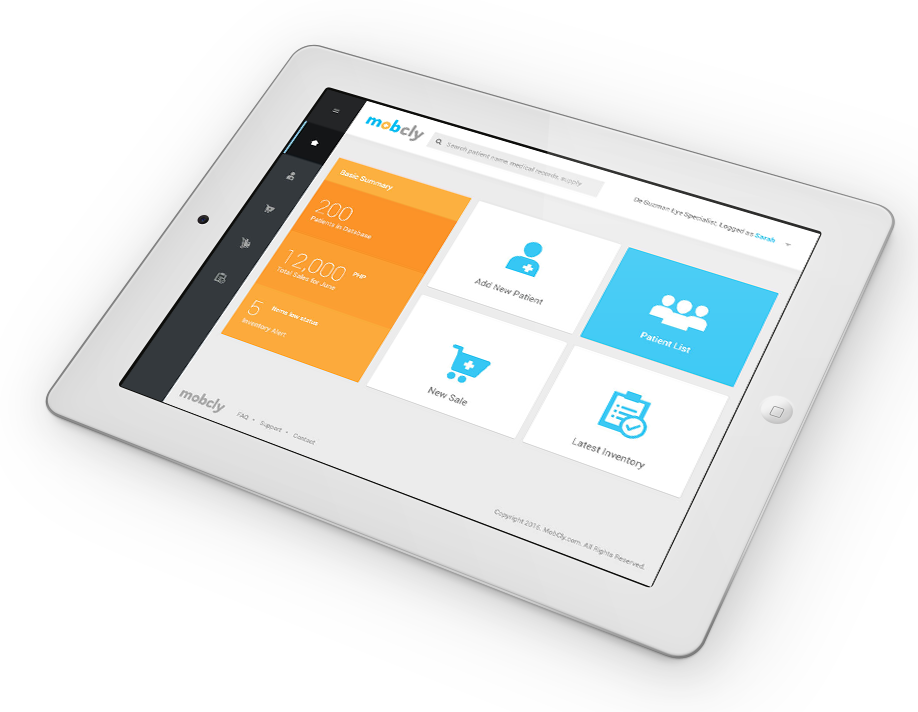 mobcly
Search patient name, medical records, supply
De Guzman Eye Specialist, Logged as Sarah
Basic Summary
200
Patients in Database
12,000 PHP
Total Sales for June
5 Items low status
Inventory Alert
Add New Patient
Patient List
New Sale
Latest Inventory
mobcly
FAQ • Support • Contact
Copyright 2016, MobCly.com. All Rights Reserved.